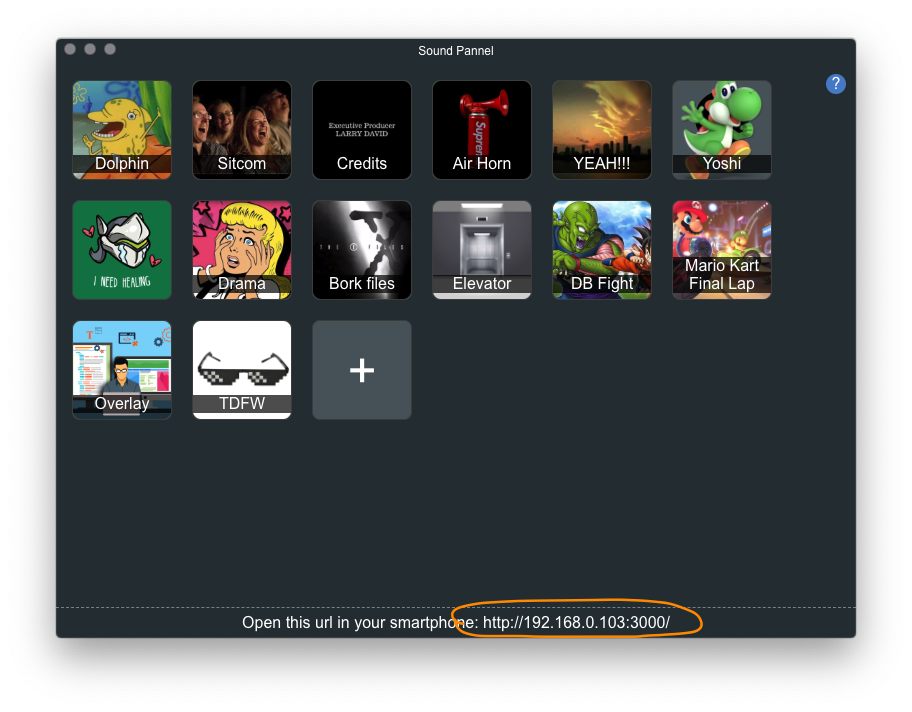 Sound Pannel
?
Dolphin
Sitcom
Executive Producer
LARRY DAVID
Credits
Supreme
Air Horn
YEAH!!!
Yoshi
I NEED HEALING
Drama
THE FILES
Bork files
Elevator
DB Fight
Mario Kart
Final Lap
T
Overlay
TDFW
+
Open this url in your smartphone: http://192.168.0.103:3000/